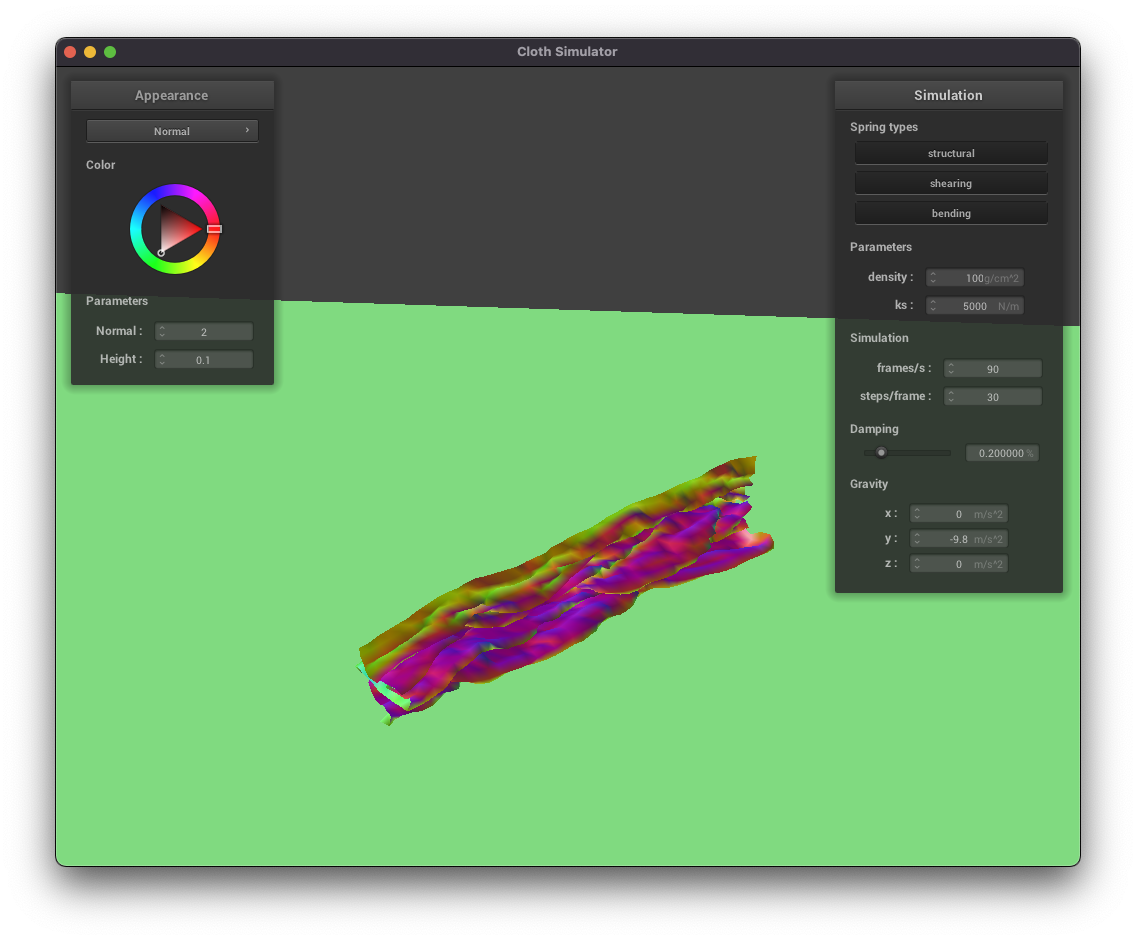 Cloth Simulator
Appearance
Normal
Color
Parameters
Normal : 2
Height : 0.1
Simulation
Spring types
structural
shearing
bending
Parameters
density : 100 g/cm^2
ks : 5000 N/m
Simulation
frames/s : 90
steps/frame : 30
Damping
0.200000 %
Gravity
x : 0 m/s^2
y : -9.8 m/s^2
z : 0 m/s^2